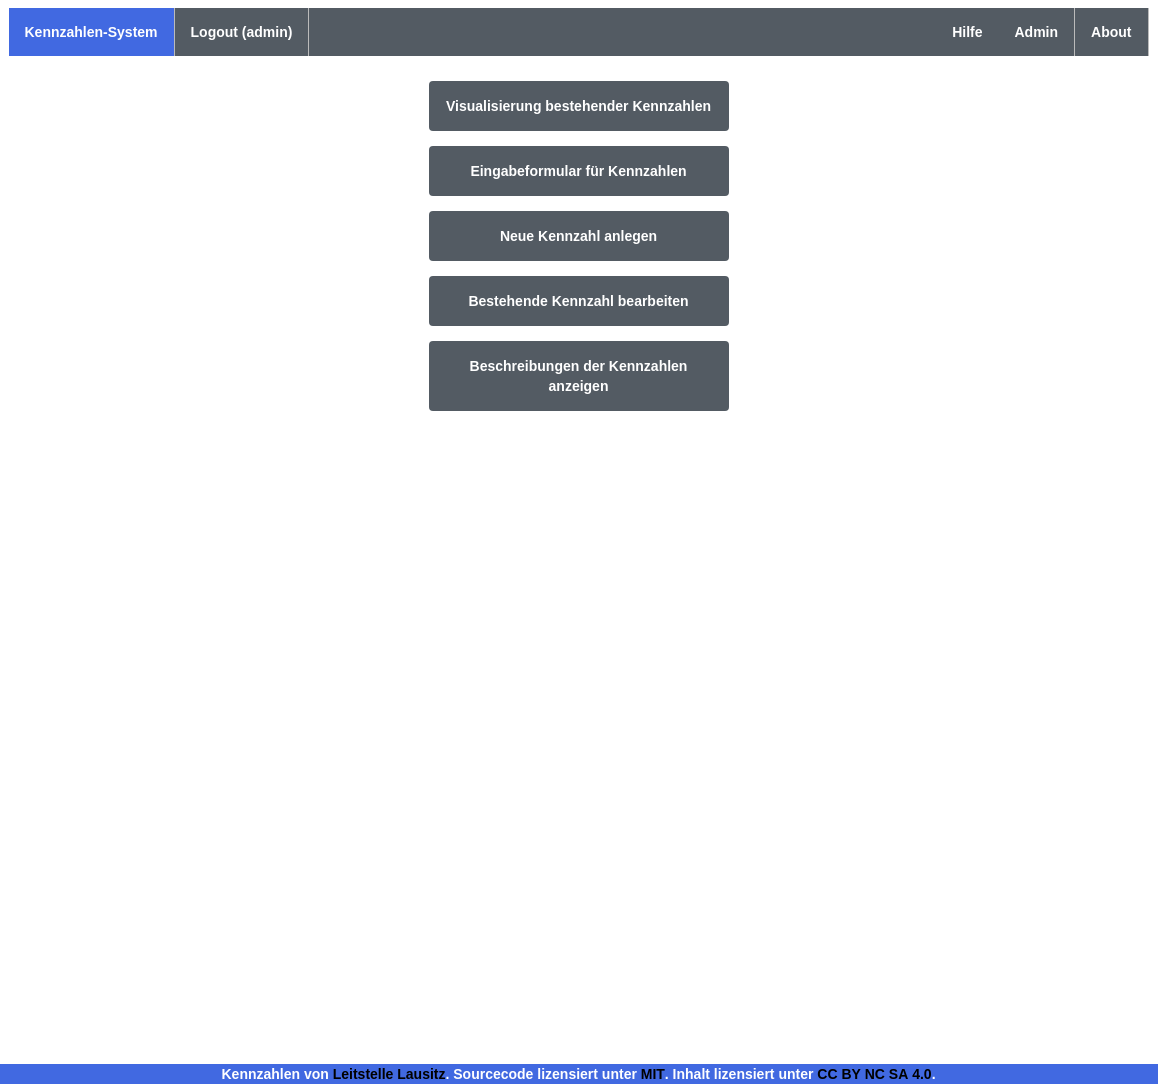 Kennzahlen-System Logout (admin) Hilfe Admin About
Visualisierung bestehender Kennzahlen
Eingabeformular für Kennzahlen
Neue Kennzahl anlegen
Bestehende Kennzahl bearbeiten
Beschreibungen der Kennzahlen
anzeigen
Kennzahlen von Leitstelle Lausitz. Sourcecode lizensiert unter MIT. Inhalt lizensiert unter CC BY NC SA 4.0.